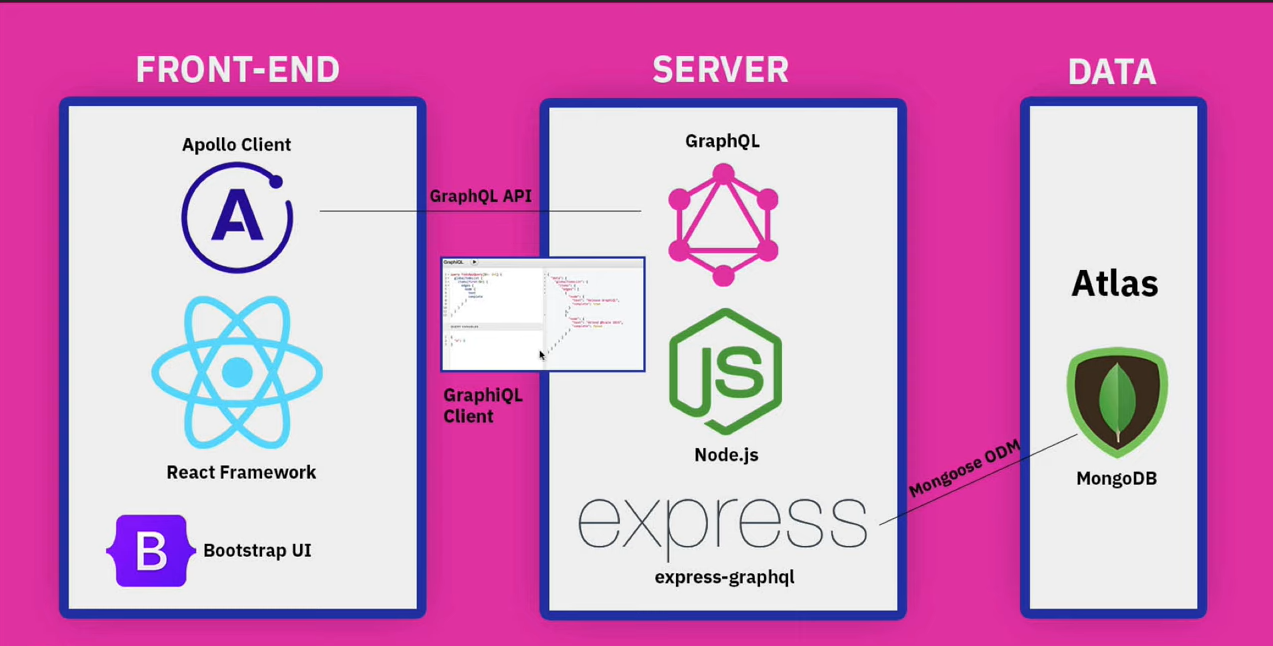 FRONT-END
SERVER
DATA
Apollo Client
A
React Framework
B
Bootstrap UI
GraphQL API
GraphiQL
GraphiQL
Client
GraphQL
JS
Node.js
express
express-graphql
Mongoose ODM
Atlas
MongoDB